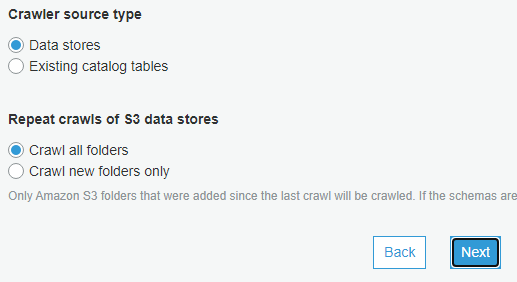 Crawler source type
Data stores
Existing catalog tables
Repeat crawls of S3 data stores
Crawl all folders
Crawl new folders only
Only Amazon S3 folders that were added since the last crawl will be crawled. If the schemas are
Back
Next